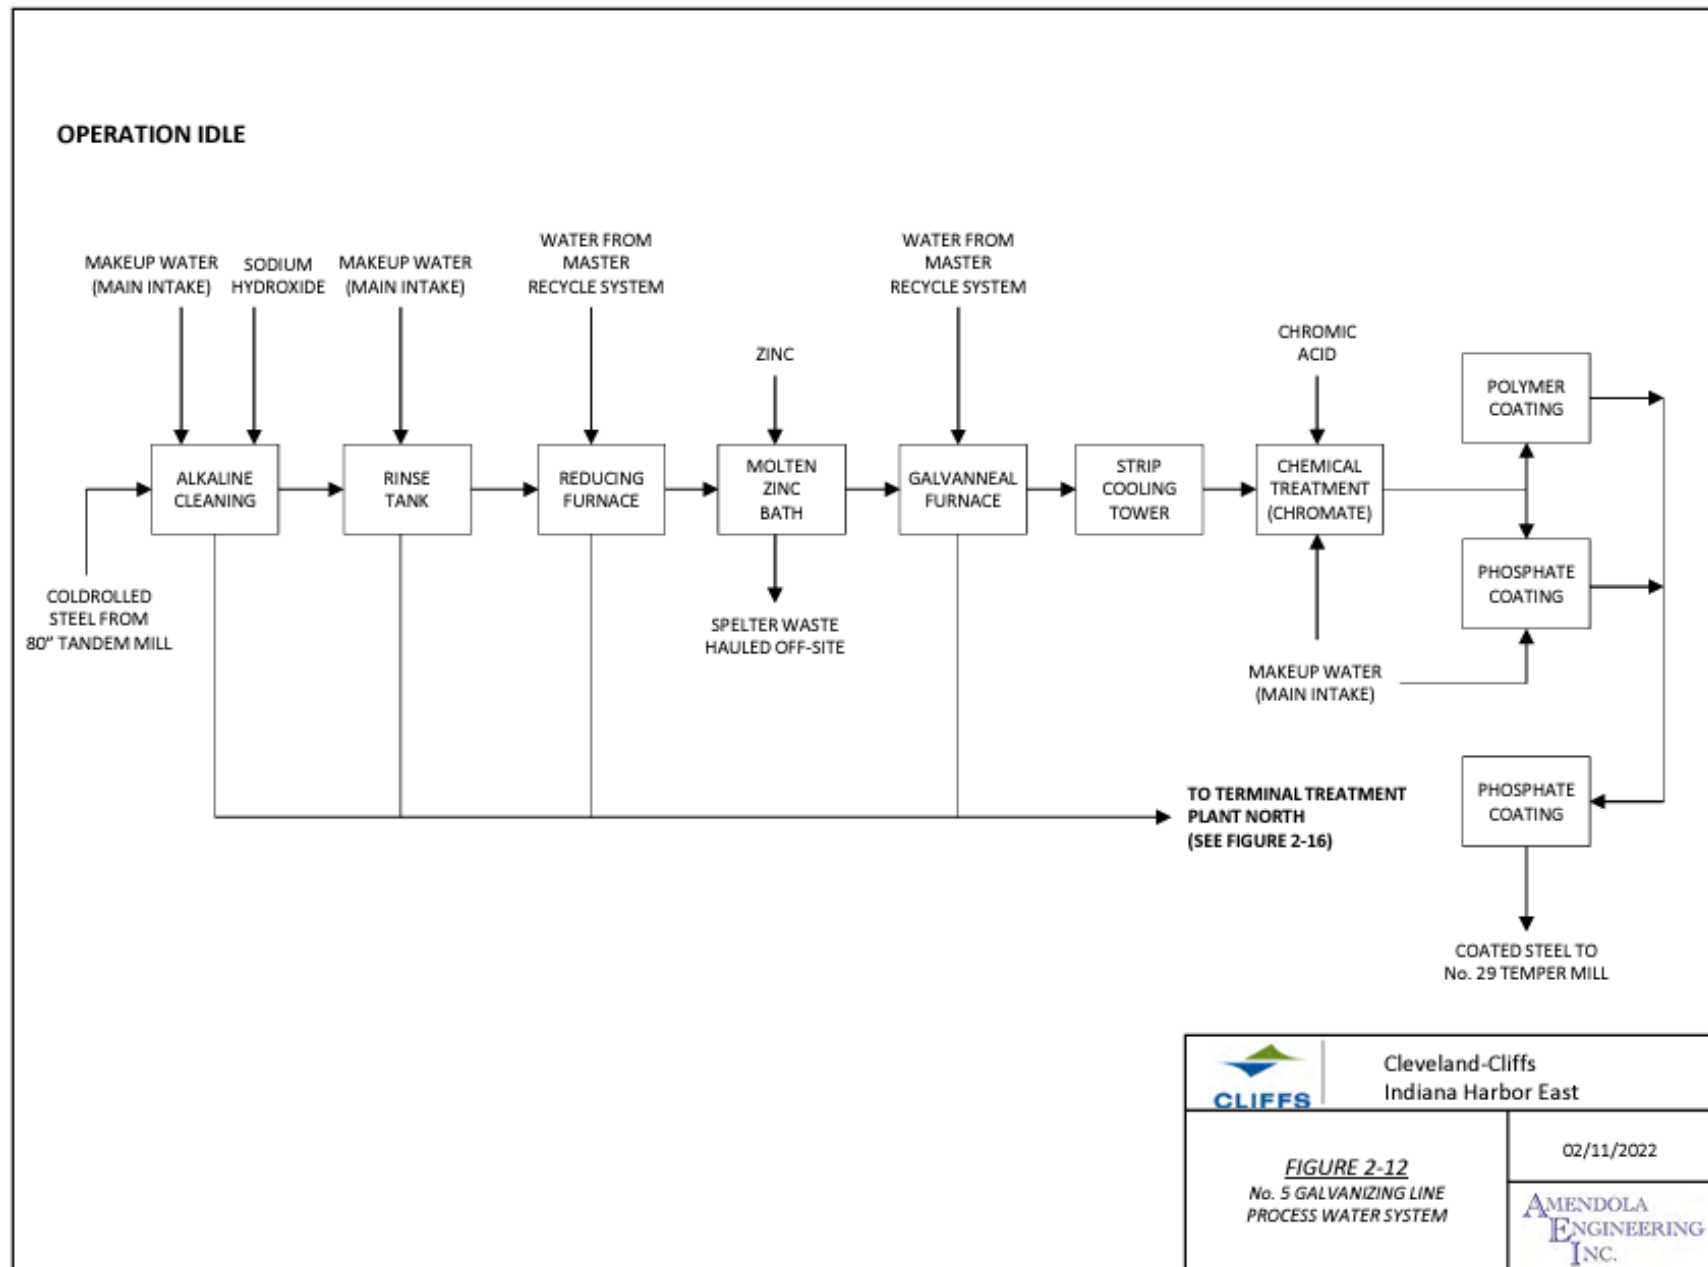 OPERATION IDLE
MAKEUP WATER
(MAIN INTAKE)
SODIUM
HYDROXIDE
MAKEUP WATER
(MAIN INTAKE)
WATER FROM
MASTER
RECYCLE SYSTEM
WATER FROM
MASTER
RECYCLE SYSTEM
ZINC
CHROMIC
ACID
POLYMER
COATING
ALKALINE
CLEANING
RINSE
TANK
REDUCING
FURNACE
MOLTEN
ZINC
BATH
GALVANNEAL
FURNACE
STRIP
COOLING
TOWER
CHEMICAL
TREATMENT
(CHROMATE)
PHOSPHATE
COATING
COLDROLLED
STEEL FROM
80" TANDEM MILL
SPELTER WASTE
HAULED OFF-SITE
MAKEUP WATER
(MAIN INTAKE)
TO TERMINAL TREATMENT
PLANT NORTH
(SEE FIGURE 2-16)
PHOSPHATE
COATING
COATED STEEL TO
No. 29 TEMPER MILL
CLIFFS
Cleveland-Cliffs
Indiana Harbor East
FIGURE 2-12
No. 5 GALVANIZING LINE
PROCESS WATER SYSTEM
02/11/2022
AMENDOLA
ENGINEERING
INC.